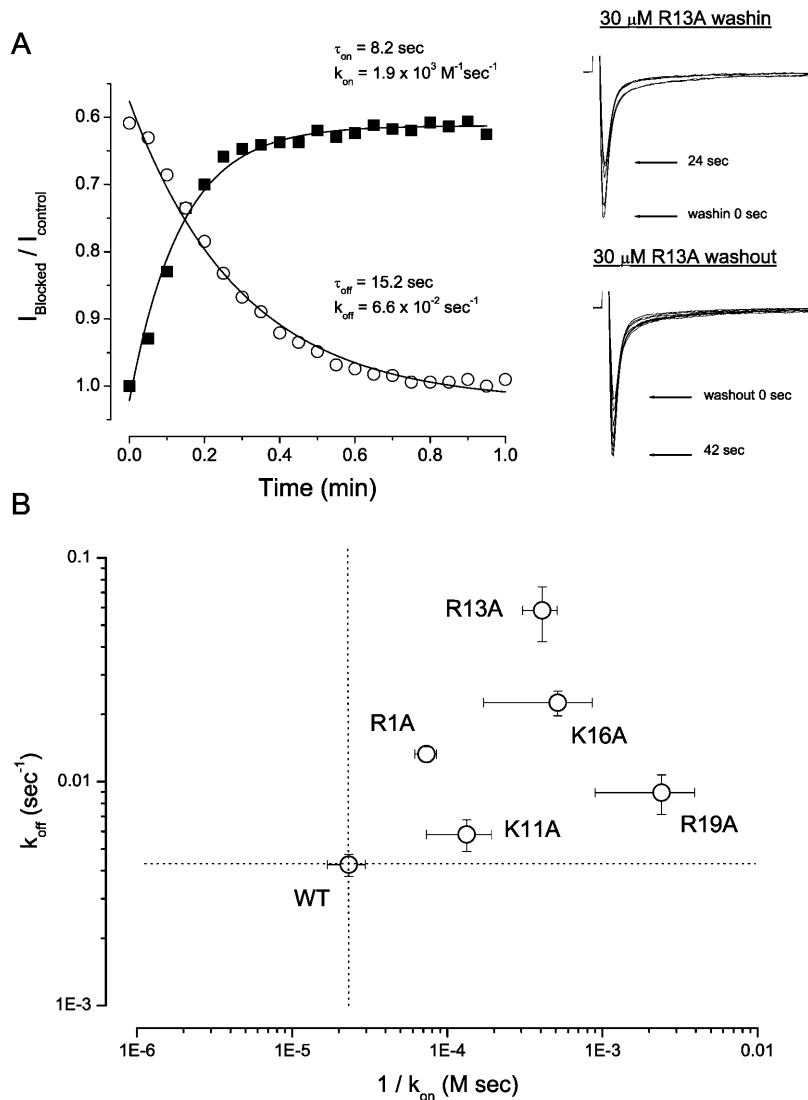 A
τon = 8.2 sec
kon = 1.9 x 10³ M⁻¹sec⁻¹
0.6
0.7
0.8
0.9
1.0
IBlocked / Icontrol
τoff = 15.2 sec
koff = 6.6 x 10⁻² sec⁻¹
0.0
0.2
0.4
0.6
0.8
1.0
Time (min)
30 μM R13A washin
24 sec
washin 0 sec
30 μM R13A washout
washout 0 sec
42 sec
B
0.1
0.01
1E-3
koff (sec⁻¹)
R13A
R1A
K16A
K11A
R19A
WT
1E-6
1E-5
1E-4
1E-3
0.01
1 / kon (M sec)